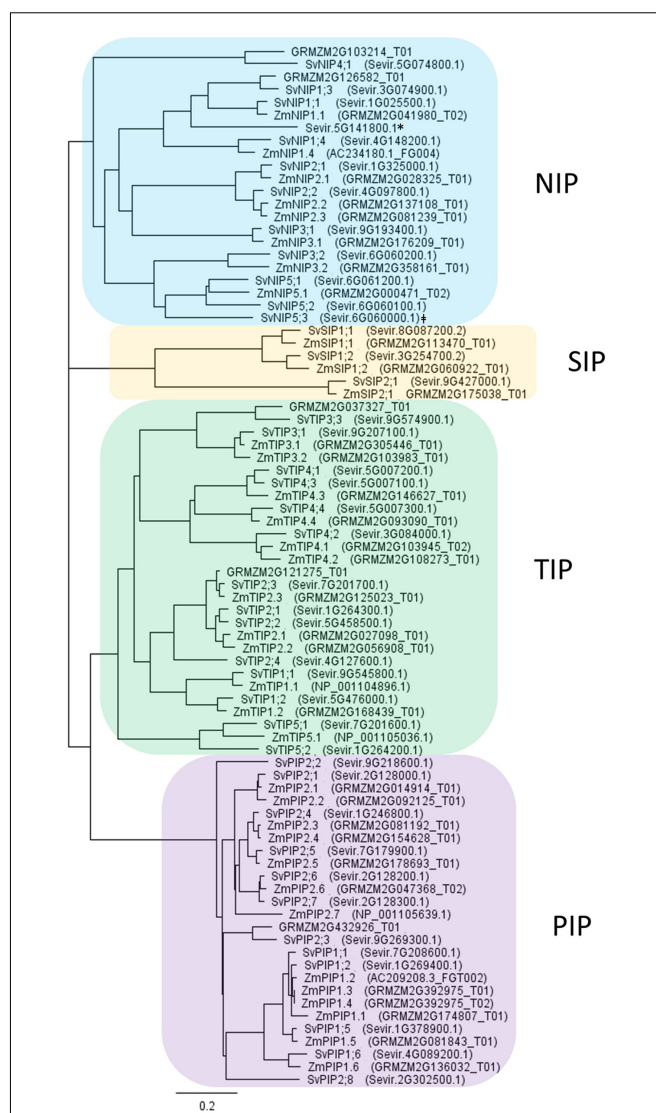 GRMZM2G103214_T01
SvNIP4;1 (Sevir.5G074800.1)
GRMZM2G126582_T01
SvNIP1;3 (Sevir.3G074900.1)
SvNIP1;1 (Sevir.1G025500.1)
ZmNIP1.1 (GRMZM2G041980_T02)
Sevir.5G141800.1*
SvNIP1;4 (Sevir.4G148200.1)
ZmNIP1.4 (AC234180.1_FG004)
SvNIP2;1 (Sevir.1G325000.1)
ZmNIP2.1 (GRMZM2G028325_T01)
SvNIP2;2 (Sevir.4G097800.1)
ZmNIP2.2 (GRMZM2G137108_T01)
ZmNIP2.3 (GRMZM2G081239_T01)
SvNIP3;1 (Sevir.9G193400.1)
ZmNIP3.1 (GRMZM2G176209_T01)
SvNIP3;2 (Sevir.6G060200.1)
ZmNIP3.2 (GRMZM2G358161_T01)
SvNIP5;1 (Sevir.6G061200.1)
ZmNIP5.1 (GRMZM2G000471_T02)
SvNIP5;2 (Sevir.6G060100.1)
SvNIP5;3 (Sevir.6G060000.1)ǂ
NIP
SvSIP1;1 (Sevir.8G087200.2)
ZmSIP1;1 (GRMZM2G113470_T01)
SvSIP1;2 (Sevir.3G254700.2)
ZmSIP1;2 (GRMZM2G060922_T01)
SvSIP2;1 (Sevir.9G427000.1)
ZmSIP2;1 GRMZM2G175038_T01
SIP
GRMZM2G037327_T01
SvTIP3;3 (Sevir.9G574900.1)
SvTIP3;1 (Sevir.9G207100.1)
ZmTIP3.1 (GRMZM2G305446_T01)
ZmTIP3.2 (GRMZM2G103983_T01)
SvTIP4;1 (Sevir.5G007200.1)
SvTIP4;3 (Sevir.5G007100.1)
ZmTIP4.3 (GRMZM2G146627_T01)
SvTIP4;4 (Sevir.5G007300.1)
ZmTIP4.4 (GRMZM2G093090_T01)
SvTIP4;2 (Sevir.3G084000.1)
ZmTIP4.1 (GRMZM2G103945_T02)
ZmTIP4.2 (GRMZM2G108273_T01)
GRMZM2G121275_T01
SvTIP2;3 (Sevir.7G201700.1)
ZmTIP2.3 (GRMZM2G125023_T01)
SvTIP2;1 (Sevir.1G264300.1)
SvTIP2;2 (Sevir.5G458500.1)
ZmTIP2.1 (GRMZM2G027098_T01)
ZmTIP2.2 (GRMZM2G056908_T01)
SvTIP2;4 (Sevir.4G127600.1)
SvTIP1;1 (Sevir.9G545800.1)
ZmTIP1.1 (NP_001104896.1)
SvTIP1;2 (Sevir.5G476000.1)
ZmTIP1.2 (GRMZM2G168439_T01)
SvTIP5;1 (Sevir.7G201600.1)
ZmTIP5.1 (NP_001105036.1)
SvTIP5;2 (Sevir.1G264200.1)
TIP
SvPIP2;2 (Sevir.9G218600.1)
SvPIP2;1 (Sevir.2G128000.1)
ZmPIP2.1 (GRMZM2G014914_T01)
ZmPIP2.2 (GRMZM2G092125_T01)
SvPIP2;4 (Sevir.1G246800.1)
ZmPIP2.3 (GRMZM2G081192_T01)
ZmPIP2.4 (GRMZM2G154628_T01)
SvPIP2;5 (Sevir.7G179900.1)
ZmPIP2.5 (GRMZM2G178693_T01)
SvPIP2;6 (Sevir.2G128200.1)
ZmPIP2.6 (GRMZM2G047368_T02)
SvPIP2;7 (Sevir.2G128300.1)
ZmPIP2.7 (NP_001105639.1)
GRMZM2G432926_T01
SvPIP2;3 (Sevir.9G269300.1)
SvPIP1;1 (Sevir.7G208600.1)
SvPIP1;2 (Sevir.1G269400.1)
ZmPIP1.2 (AC209208.3_FGT002)
ZmPIP1.3 (GRMZM2G392975_T01)
ZmPIP1.4 (GRMZM2G392975_T02)
ZmPIP1.1 (GRMZM2G174807_T01)
SvPIP1;5 (Sevir.1G378900.1)
ZmPIP1.5 (GRMZM2G081843_T01)
SvPIP1;6 (Sevir.4G089200.1)
ZmPIP1.6 (GRMZM2G136032_T01)
SvPIP2;8 (Sevir.2G302500.1)
PIP
0.2